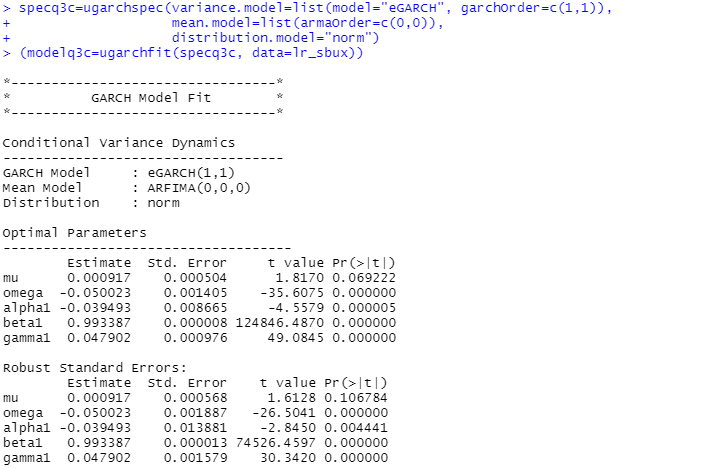 > specq3c=ugarchspec(variance.model=list(model="eGARCH", garchOrder=c(1,1)),
+                    mean.model=list(armaOrder=c(0,0)),
+                    distribution.model="norm")
> (modelq3c=ugarchfit(specq3c, data=lr_sbux))
*---------------------------------*
*          GARCH Model Fit        *
*---------------------------------*
Conditional Variance Dynamics
-----------------------------------
GARCH Model     : eGARCH(1,1)
Mean Model      : ARFIMA(0,0,0)
Distribution    : norm
Optimal Parameters
------------------------------------
        Estimate  Std. Error      t value Pr(>|t|)
mu      0.000917    0.000504       1.8170 0.069222
omega  -0.050023    0.001405     -35.6075 0.000000
alpha1 -0.039493    0.008665      -4.5579 0.000005
beta1   0.993387    0.000008  124846.4870 0.000000
gamma1  0.047902    0.000976      49.0845 0.000000
Robust Standard Errors:
        Estimate  Std. Error     t value Pr(>|t|)
mu      0.000917    0.000568      1.6128 0.106784
omega  -0.050023    0.001887    -26.5041 0.000000
alpha1 -0.039493    0.013881     -2.8450 0.004441
beta1   0.993387    0.000013  74526.4597 0.000000
gamma1  0.047902    0.001579     30.3420 0.000000